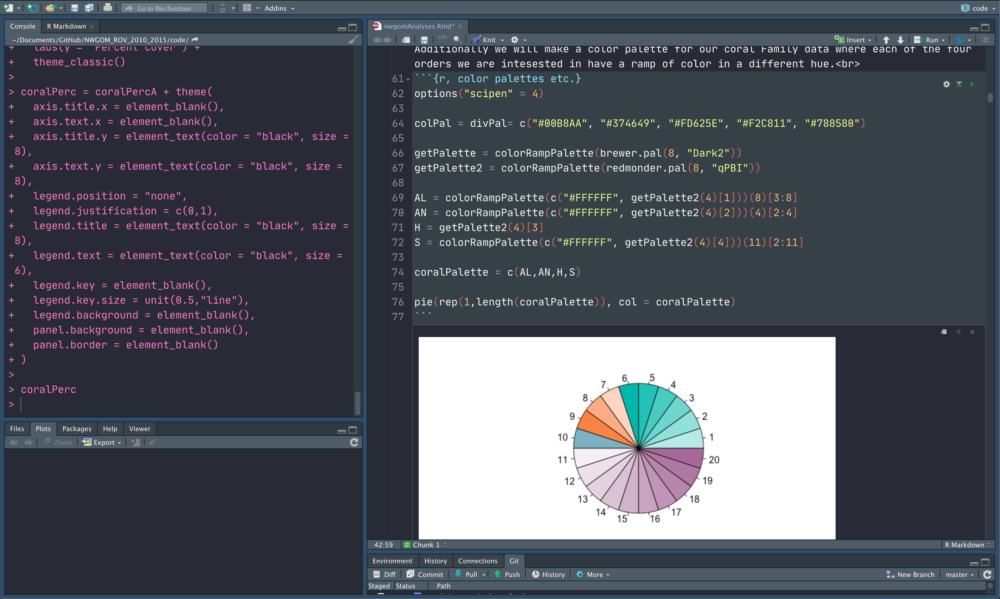 Go to file/function
Addins
code
Console
R Markdown
~/Documents/GitHub/NWGOM_ROV_2010_2015/code/
+   labs(y = "Percent cover") +
+   theme_classic()
>
> coralPerc = coralPercA + theme(
+   axis.title.x = element_blank(),
+   axis.text.x = element_blank(),
+   axis.title.y = element_text(color = "black", size =
8),
+   axis.text.y = element_text(color = "black", size =
8),
+   legend.position = "none",
+   legend.justification = c(0,1),
+   legend.title = element_text(color = "black", size =
8),
+   legend.text = element_text(color = "black", size =
6),
+   legend.key = element_blank(),
+   legend.key.size = unit(0.5,"line"),
+   legend.background = element_blank(),
+   panel.background = element_blank(),
+   panel.border = element_blank()
+ )
>
> coralPerc
>
Files
Plots
Packages
Help
Viewer
Zoom
Export
nwgomAnalyses.Rmd*
ABC
Knit
Insert
Run
Additionally we will make a color palette for our coral Family data where each of the four
orders we are intesested in have a ramp of color in a different hue.<br>
61 ```{r, color palettes etc.}
62 options("scipen" = 4)
63
64 colPal = divPal= c("#00B8AA", "#374649", "#FD625E", "#F2C811", "#788580")
65
66 getPalette = colorRampPalette(brewer.pal(8, "Dark2"))
67 getPalette2 = colorRampPalette(redmonder.pal(8, "qPBI"))
68
69 AL = colorRampPalette(c("#FFFFFF", getPalette2(4)[1]))(8)[3:8]
70 AN = colorRampPalette(c("#FFFFFF", getPalette2(4)[2]))(4)[2:4]
71 H = getPalette2(4)[3]
72 S = colorRampPalette(c("#FFFFFF", getPalette2(4)[4]))(11)[2:11]
73
74 coralPalette = c(AL,AN,H,S)
75
76 pie(rep(1,length(coralPalette)), col = coralPalette)
77 ```
1
2
3
4
5
6
7
8
9
10
11
12
13
14
15
16
17
18
19
20
42:59
C Chunk 1
R Markdown
Environment
History
Connections
Git
Diff
Commit
Pull
Push
History
More
New Branch
master
Staged
Status
Path